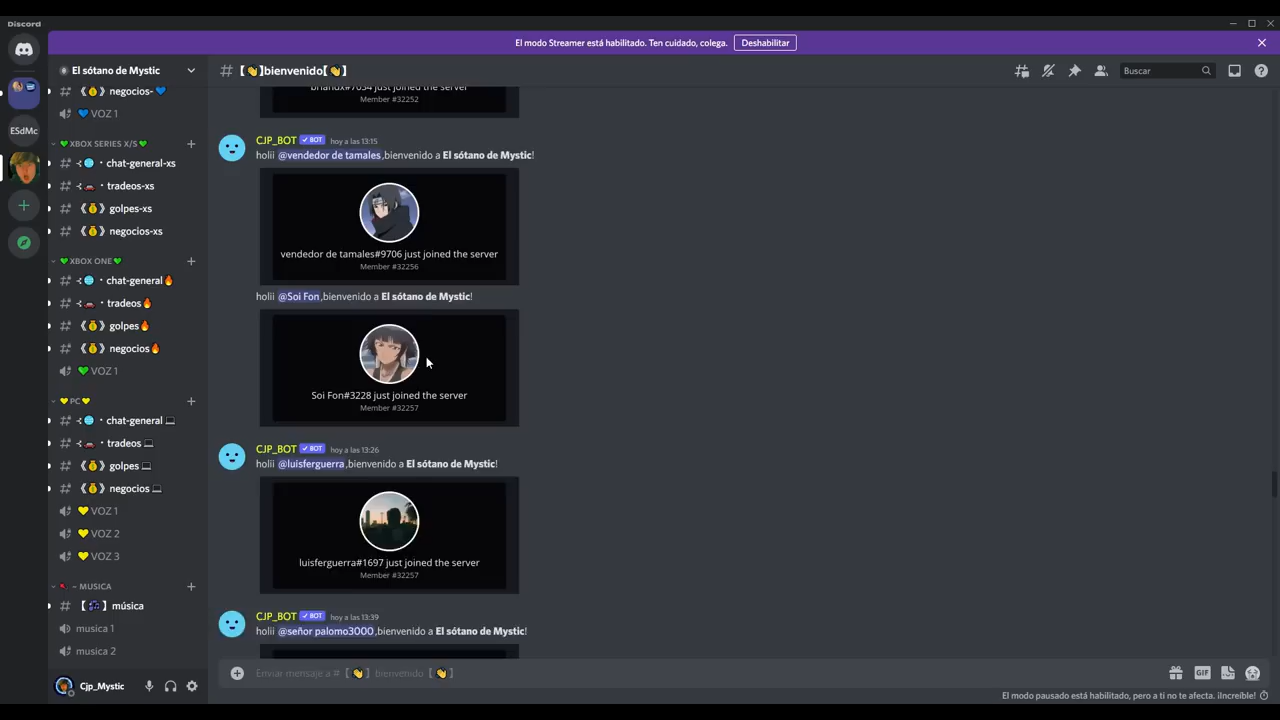 Discord
El modo Streamer está habilitado. Ten cuidado, colega.
Deshabilitar
El sótano de Mystic
【👋】bienvenido【👋】
Buscar
ESdMc
negocios-💙
💙 VOZ 1
💚XBOX SERIES X/S💚
chat-general-xs
tradeos-xs
golpes-xs
negocios-xs
💚XBOX ONE💚
chat-general🔥
tradeos🔥
golpes🔥
negocios🔥
💚 VOZ 1
💛PC💛
chat-general💻
tradeos💻
golpes💻
negocios💻
💛 VOZ 1
💛 VOZ 2
💛 VOZ 3
- MUSICA
música
musica 1
musica 2
Cjp_Mystic
Member #32252
CJP_BOT ✓ BOT hoy a las 13:15
holii @vendedor de tamales,bienvenido a El sótano de Mystic!
vendedor de tamales#9706 just joined the server
Member #32256
holii @Soi Fon,bienvenido a El sótano de Mystic!
Soi Fon#3228 just joined the server
Member #32257
CJP_BOT ✓ BOT hoy a las 13:26
holii @luisferguerra,bienvenido a El sótano de Mystic!
luisferguerra#1697 just joined the server
Member #32257
CJP_BOT ✓ BOT hoy a las 13:39
holii @señor palomo3000,bienvenido a El sótano de Mystic!
Enviar mensaje a # 【👋】bienvenido【👋】
GIF
El modo pausado está habilitado, pero a ti no te afecta. ¡Increíble!